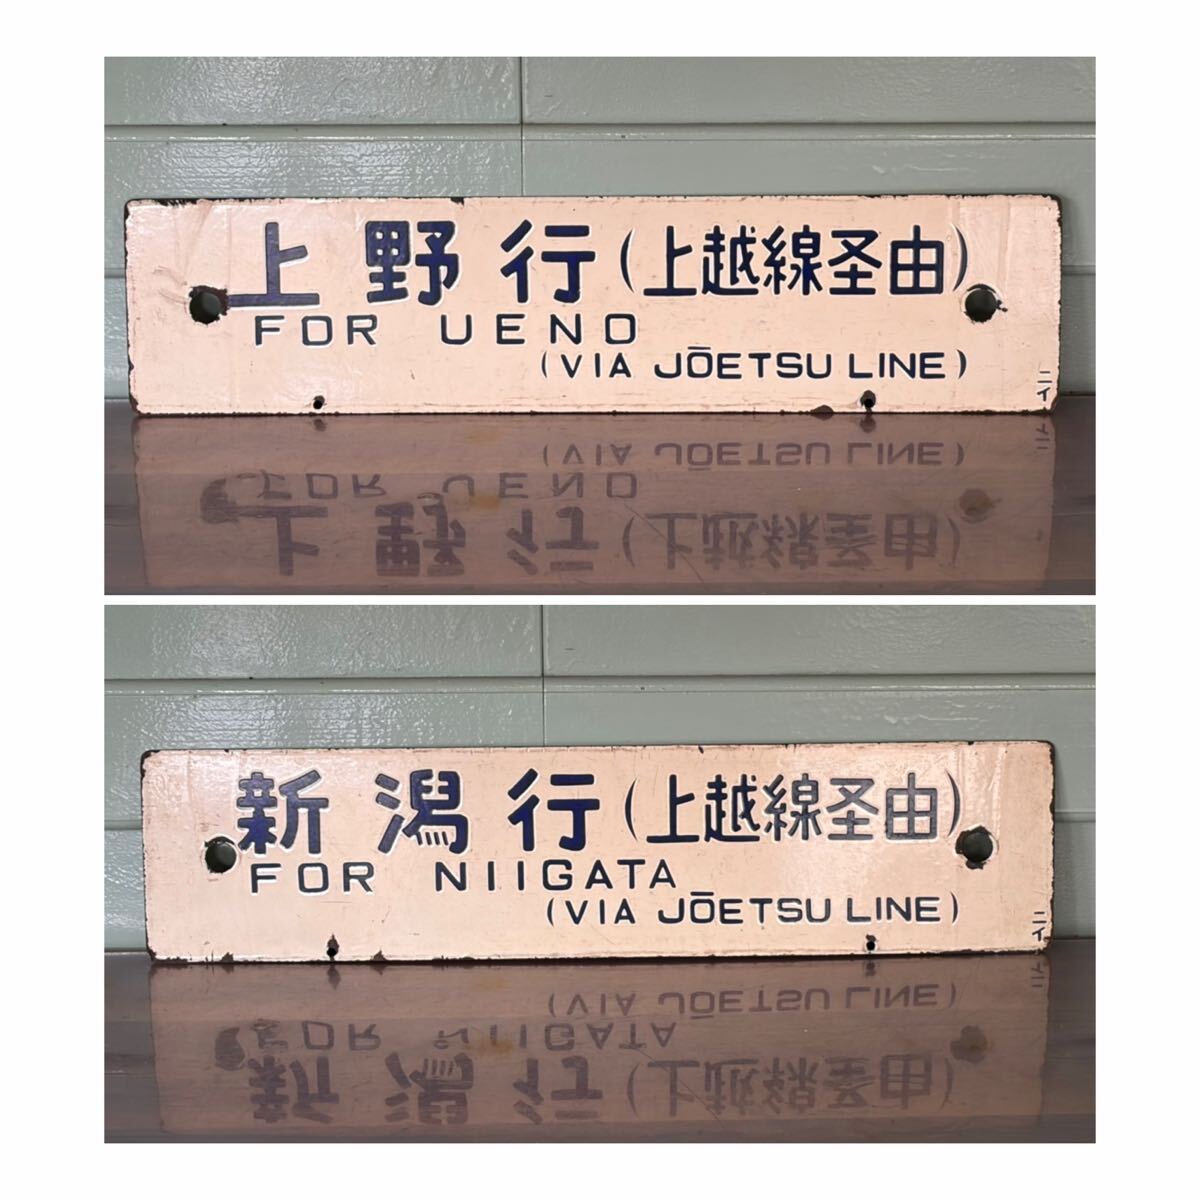 上野行(上越線経由)
FOR UENO
(VIA JŌETSU LINE)
ニイ
新潟行(上越線経由)
FOR NIIGATA
(VIA JŌETSU LINE)
ニイ